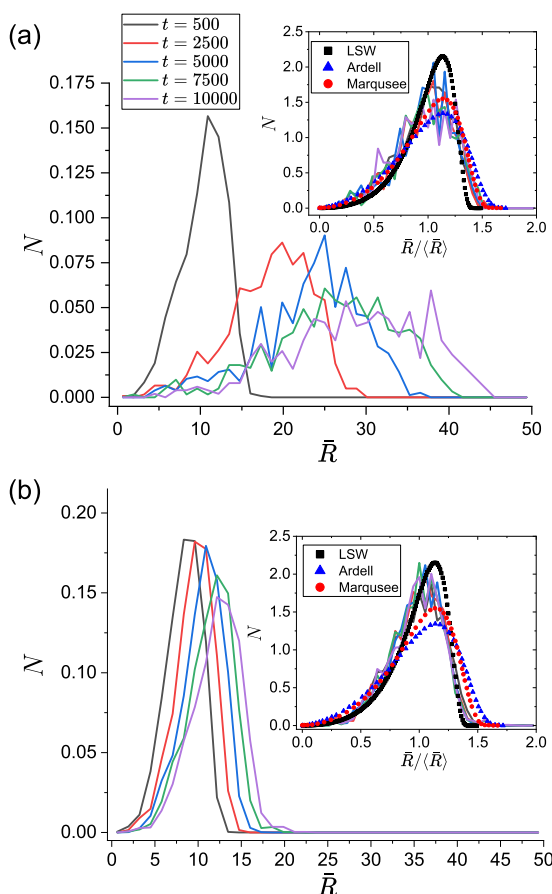 (a)
t = 500
t = 2500
t = 5000
t = 7500
t = 10000
0.175
0.150
0.125
0.100
0.075
0.050
0.025
0.000
N
0 10 20 30 40 50
R̄
2.5
2.0
1.5
1.0
0.5
0.0
N
LSW
Ardell
Marqusee
0.0 0.5 1.0 1.5 2.0
R̄/⟨R̄⟩
(b)
0.20
0.15
0.10
0.05
0.00
N
0 5 10 15 20 25 30 35 40 45 50
R̄
2.5
2.0
1.5
1.0
0.5
0.0
N
LSW
Ardell
Marqusee
0.0 0.5 1.0 1.5 2.0
R̄/⟨R̄⟩